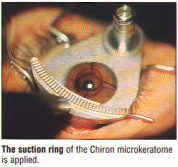 The suction ring of the Chiron microkeratome
is applied.